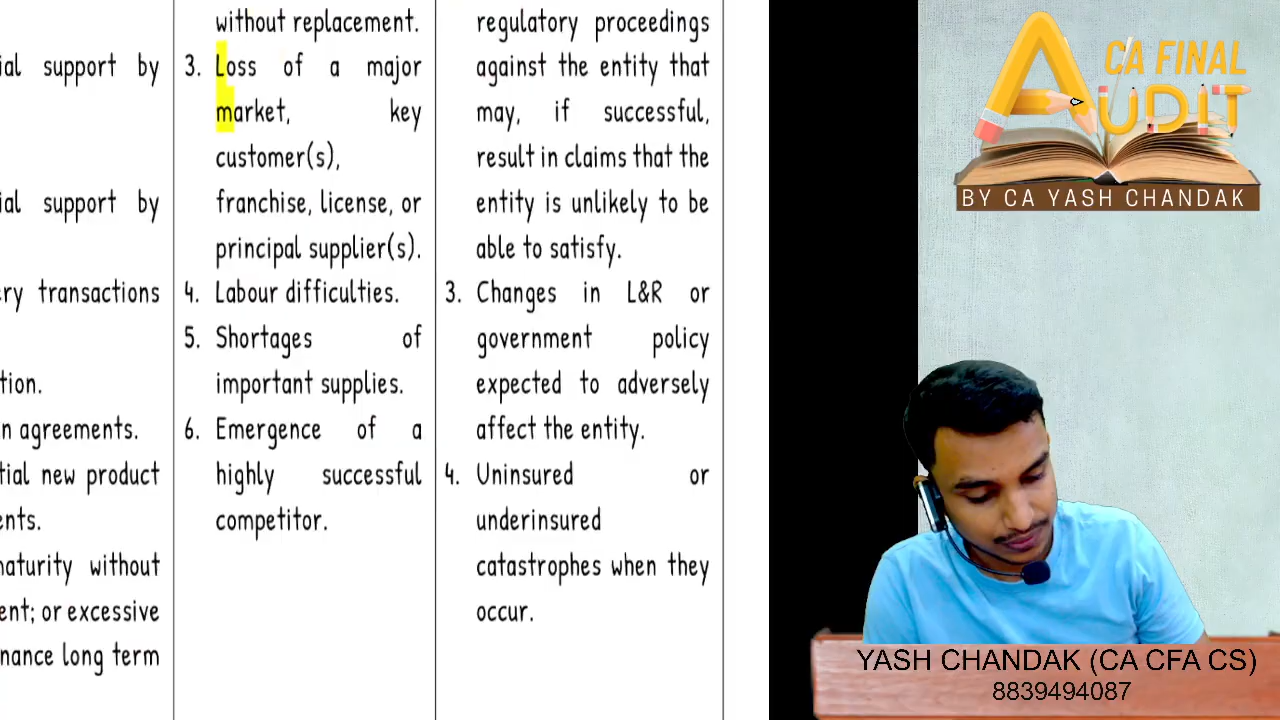 ial support by
ial support by
ery transactions
tion.
n agreements.
tial new product
ents.
naturity without
ent; or excessive
nance long term
without replacement.
3. Loss of a major
market, key
customer(s),
franchise, license, or
principal supplier(s).
4. Labour difficulties.
5. Shortages of
important supplies.
6. Emergence of a
highly successful
competitor.
regulatory proceedings
against the entity that
may, if successful,
result in claims that the
entity is unlikely to be
able to satisfy.
3. Changes in L&R or
government policy
expected to adversely
affect the entity.
4. Uninsured or
underinsured
catastrophes when they
occur.
CA FINAL
AUDIT
BY CA YASH CHANDAK
YASH CHANDAK (CA CFA CS)
8839494087